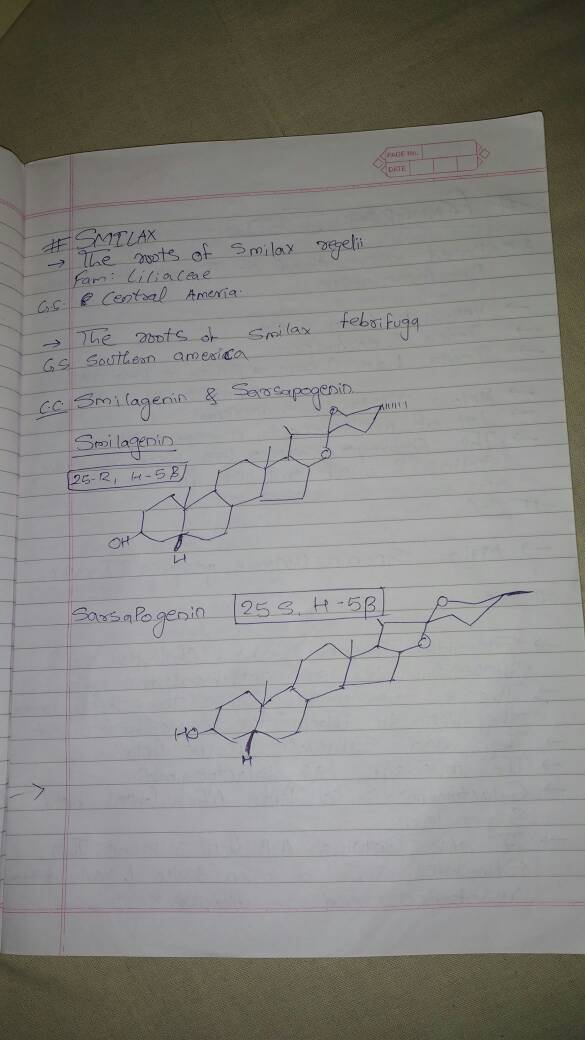 PAGE No.
DATE
# SMILAX
→ The roots of Smilax regelii
Fam: Liliaceae
G.S. Central Ameria.
→ The roots of Smilax febrifuga
G.S. Southern america
C.C. Smilagenin & Sarsapogenin
Smilagenin
25-R, H-5β
O
O
OH
H
Sarsapogenin 25 S, H-5β
O
O
HO
H
→